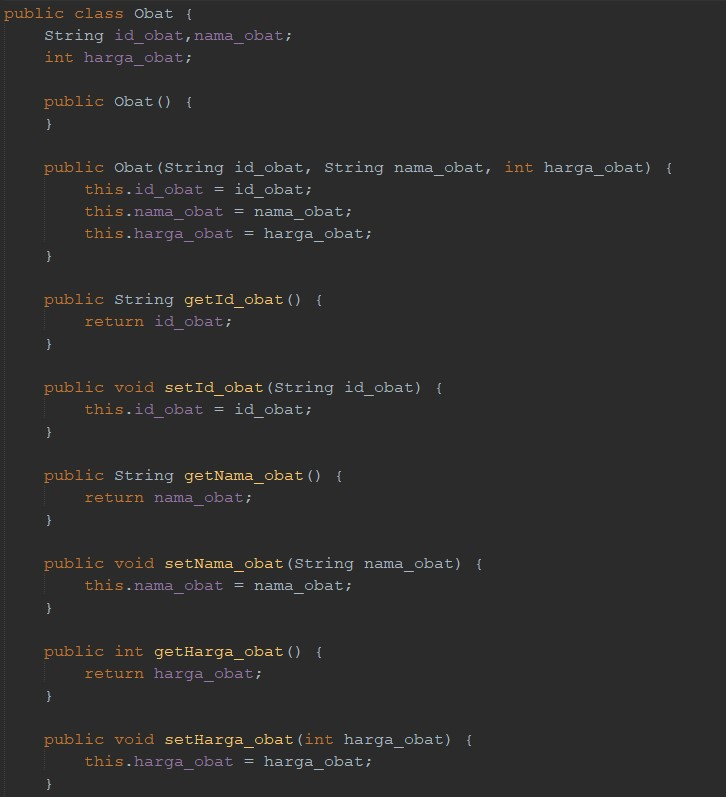 public class Obat {
    String id_obat,nama_obat;
    int harga_obat;

    public Obat() {
    }

    public Obat(String id_obat, String nama_obat, int harga_obat) {
        this.id_obat = id_obat;
        this.nama_obat = nama_obat;
        this.harga_obat = harga_obat;
    }

    public String getId_obat() {
        return id_obat;
    }

    public void setId_obat(String id_obat) {
        this.id_obat = id_obat;
    }

    public String getNama_obat() {
        return nama_obat;
    }

    public void setNama_obat(String nama_obat) {
        this.nama_obat = nama_obat;
    }

    public int getHarga_obat() {
        return harga_obat;
    }

    public void setHarga_obat(int harga_obat) {
        this.harga_obat = harga_obat;
    }